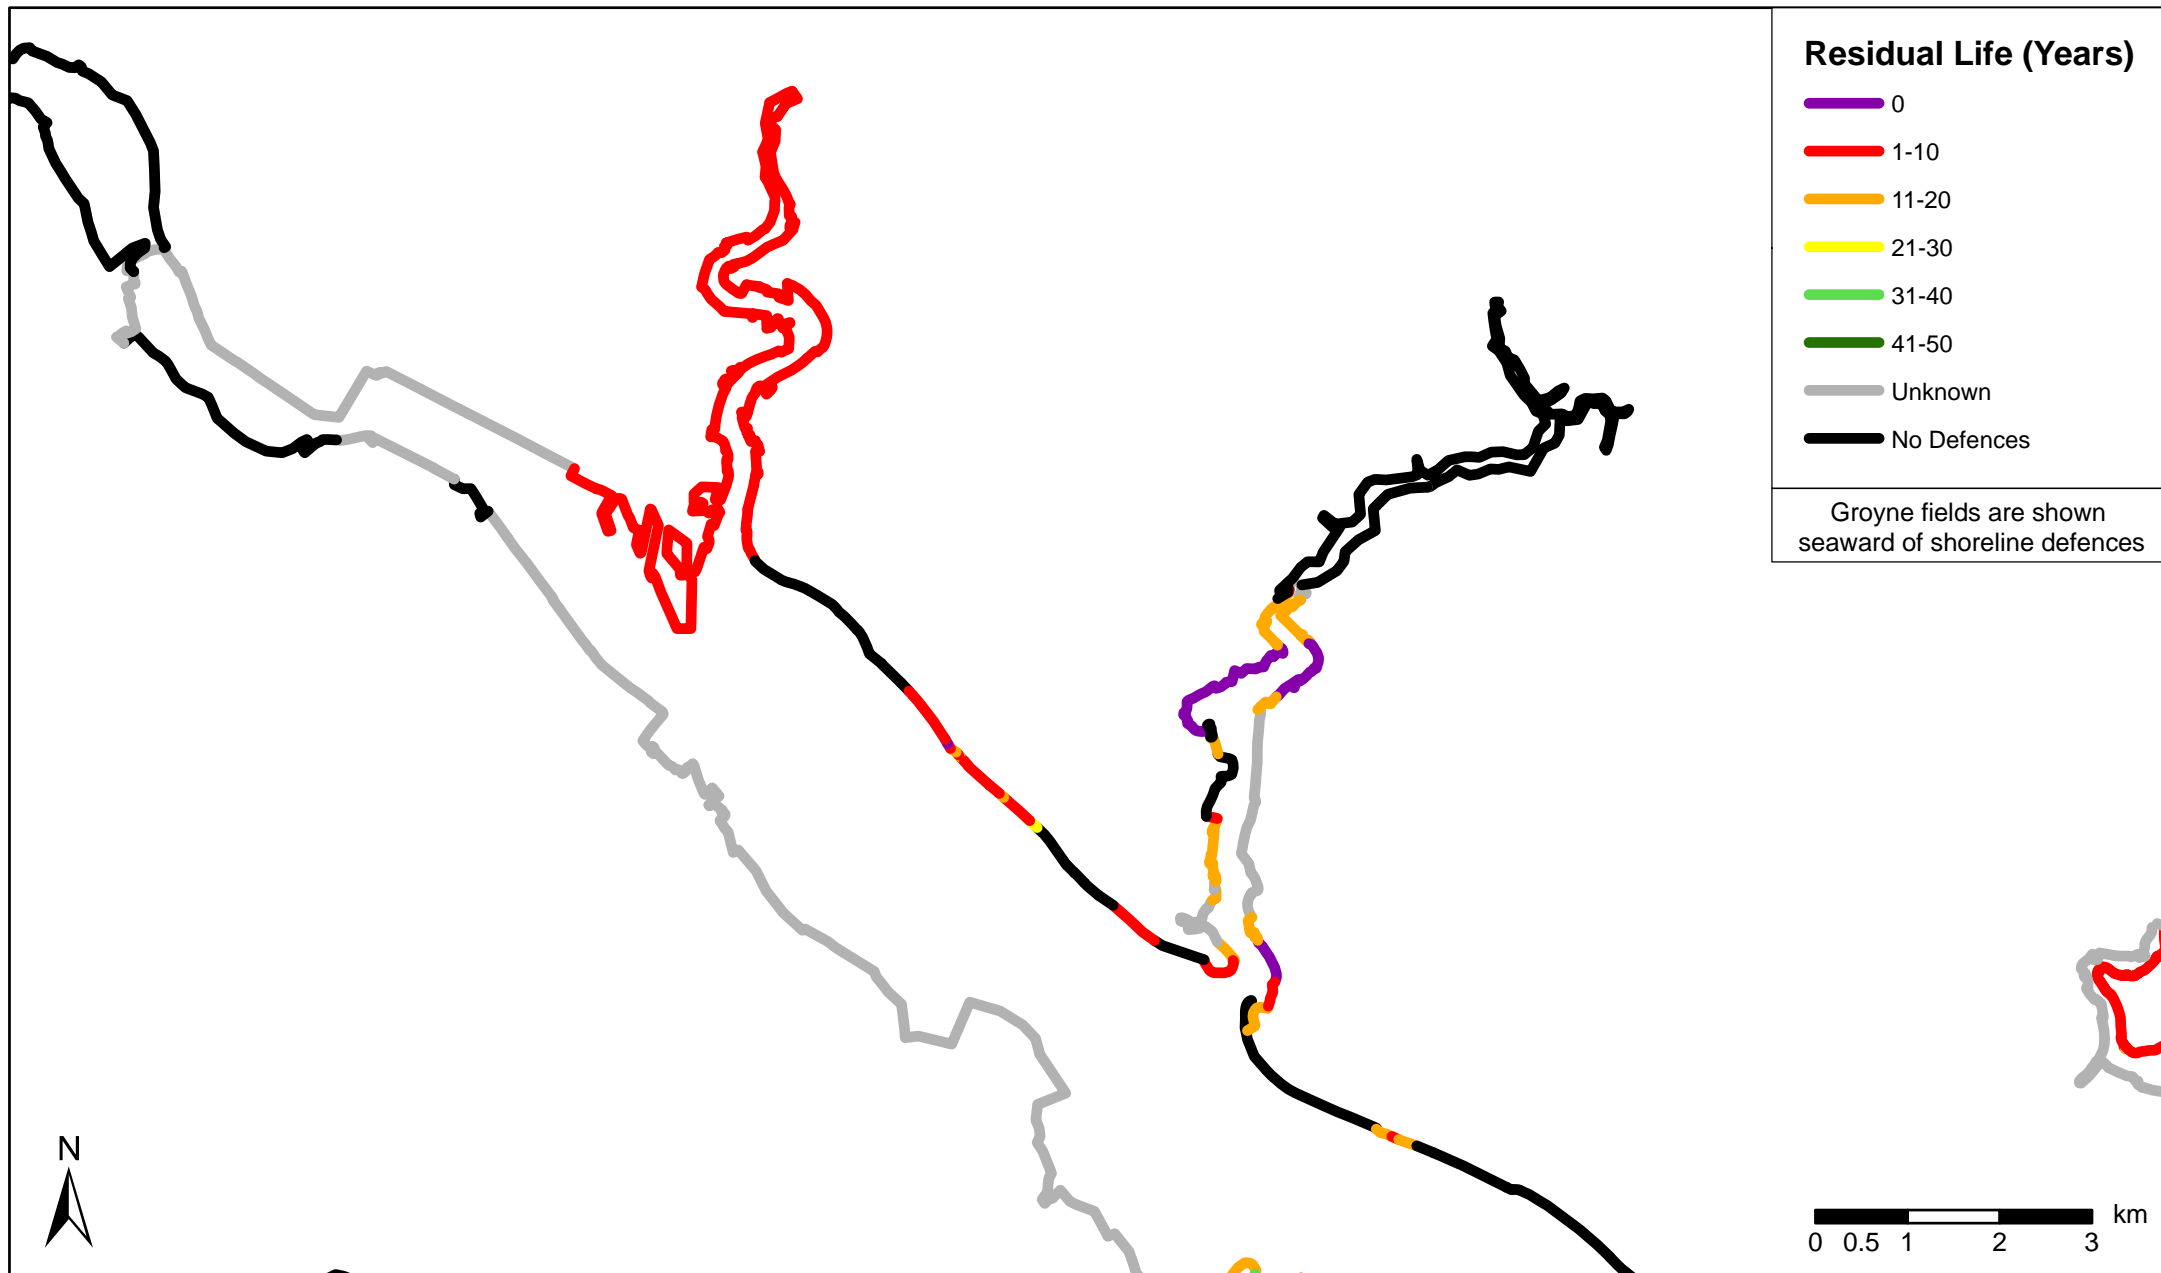 Residual Life (Years)
0
1-10
11-20
21-30
31-40
41-50
Unknown
No Defences
Groyne fields are shown
seaward of shoreline defences
N
km
0 0.5 1 2 3